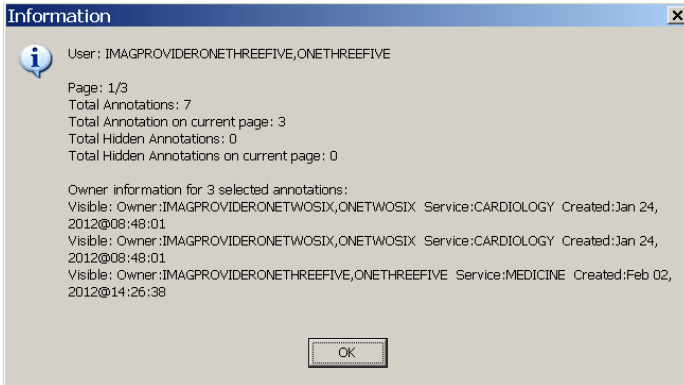 Information
User: IMAGPROVIDERONETHREEFIVE,ONETHREEFIVE
Page: 1/3
Total Annotations: 7
Total Annotation on current page: 3
Total Hidden Annotations: 0
Total Hidden Annotations on current page: 0
Owner information for 3 selected annotations:
Visible: Owner:IMAGPROVIDERONETWOSIX,ONETWOSIX  Service:CARDIOLOGY  Created:Jan 24,
2012@08:48:01
Visible: Owner:IMAGPROVIDERONETWOSIX,ONETWOSIX  Service:CARDIOLOGY  Created:Jan 24,
2012@08:48:01
Visible: Owner:IMAGPROVIDERONETHREEFIVE,ONETHREEFIVE  Service:MEDICINE  Created:Feb 02,
2012@14:26:38
OK